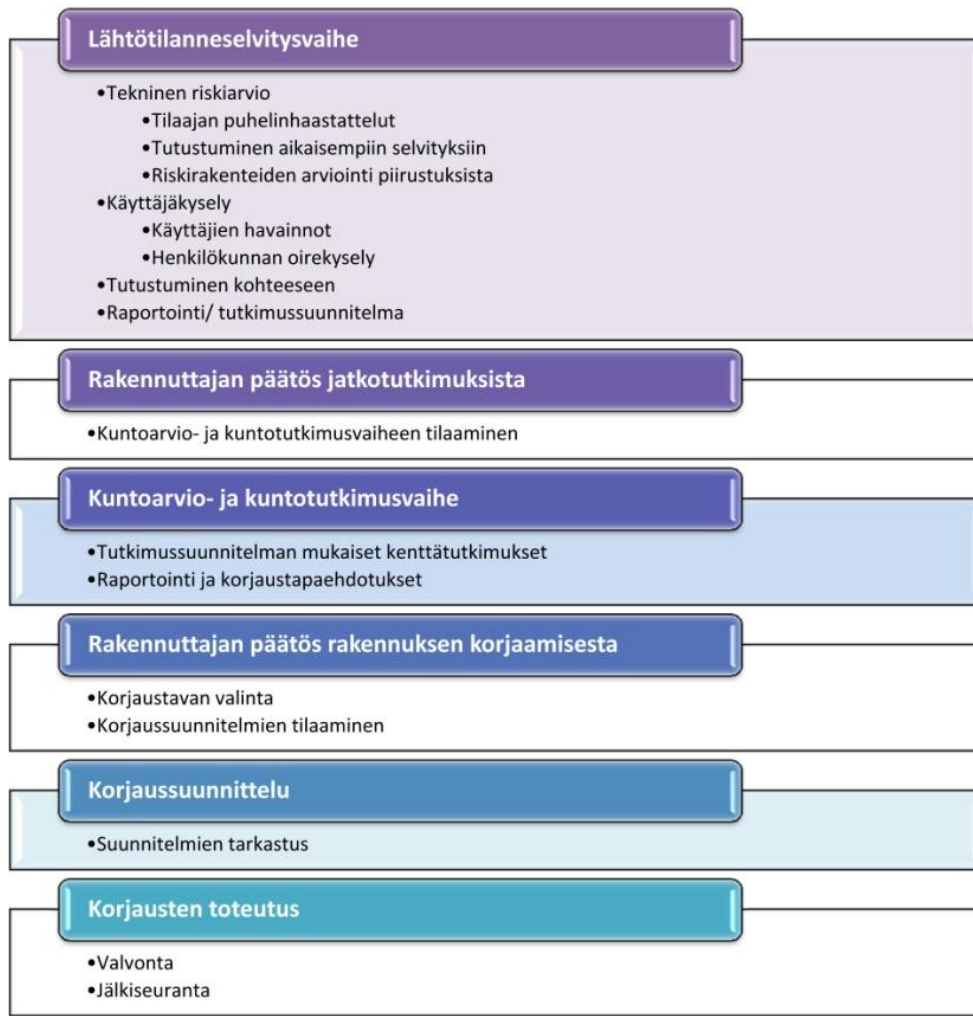 Lähtötilanneselvitysvaihe
•Tekninen riskiarvio
•Tilaajan puhelinhaastattelut
•Tutustuminen aikaisempiin selvityksiin
•Riskirakenteiden arviointi piirustuksista
•Käyttäjäkysely
•Käyttäjien havainnot
•Henkilökunnan oirekysely
•Tutustuminen kohteeseen
•Raportointi/ tutkimussuunnitelma
Rakennuttajan päätös jatkotutkimuksista
•Kuntoarvio- ja kuntotutkimusvaiheen tilaaminen
Kuntoarvio- ja kuntotutkimusvaihe
•Tutkimussuunnitelman mukaiset kenttätutkimukset
•Raportointi ja korjaustapaehdotukset
Rakennuttajan päätös rakennuksen korjaamisesta
•Korjaustavan valinta
•Korjaussuunnitelmien tilaaminen
Korjaussuunnittelu
•Suunnitelmien tarkastus
Korjausten toteutus
•Valvonta
•Jälkiseuranta